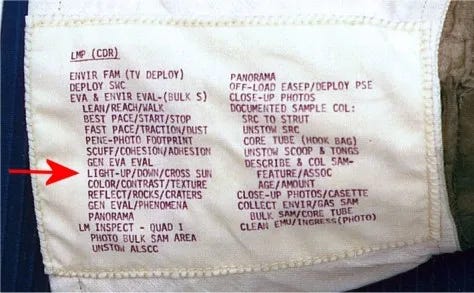 LMP (CDR)
ENVIR FAM (TV DEPLOY)
DEPLOY SWC
EVA & ENVIR EVAL-(BULK S)
LEAN/REACH/WALK
BEST PACE/START/STOP
FAST PACE/TRACTION/DUST
PENE-PHOTO FOOTPRINT
SCUFF/COHESION/ADHESION
GEN EVA EVAL
LIGHT-UP/DOWN/CROSS SUN
COLOR/CONTRAST/TEXTURE
REFLECT/ROCKS/CRATERS
GEN EVAL/PHENOMENA
PANORAMA
LM INSPECT - QUAD I
PHOTO BULK SAM AREA
UNSTOW ALSCC
PANORAMA
OFF-LOAD EASEP/DEPLOY PSE
CLOSE-UP PHOTOS
DOCUMENTED SAMPLE COL:
SRC TO STRUT
UNSTOW SRC
CORE TUBE (HOOK BAG)
UNSTOW SCOOP & TONGS
DESCRIBE & COL SAM-
FEATURE/ASSOC
AGE/AMOUNT
CLOSE-UP PHOTOS/CASETTE
COLLECT ENVIR/GAS SAM
BULK SAM/CORE TUBE
CLEAN EMU/INGRESS(PHOTO)